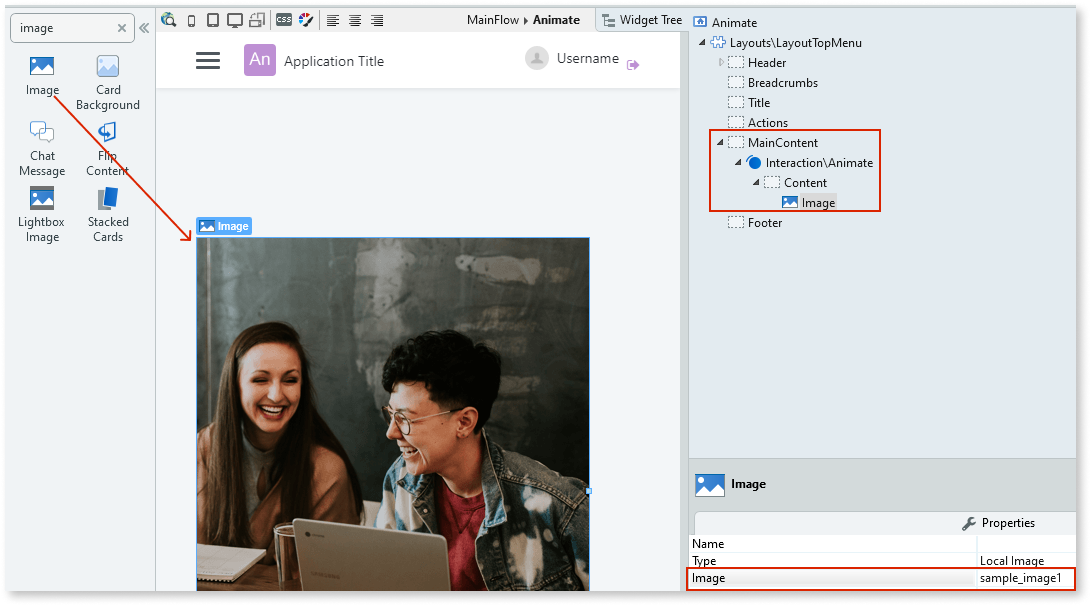 image
Image
Card
Background
Chat
Message
Flip
Content
Lightbox
Image
Stacked
Cards
CSS
MainFlow Animate
An
Application Title
Username
Image
Widget Tree
Animate
Layouts\LayoutTopMenu
Header
Breadcrumbs
Title
Actions
MainContent
Interaction\Animate
Content
Image
Footer
Image
Properties
Name
Type Local Image
Image sample_image1